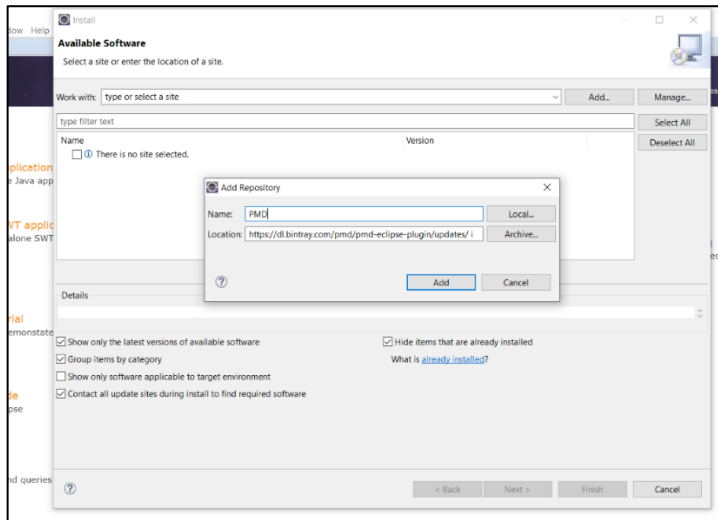 Install
dow Help
Available Software
Select a site or enter the location of a site.
Work with: type or select a site Add... Manage...
type filter text Select All
Name Version Deselect All
There is no site selected.
plication
e Java app
Add Repository
Name: PMD Local...
Location: https://dl.bintray.com/pmd/pmd-eclipse-plugin/updates/ i Archive...
WT applic
alone SWT
Add Cancel
Details
rial
emonstate
Show only the latest versions of available software Hide items that are already installed
Group items by category What is already installed?
Show only software applicable to target environment
Contact all update sites during install to find required software
de
pse
nd queries
< Back Next > Finish Cancel